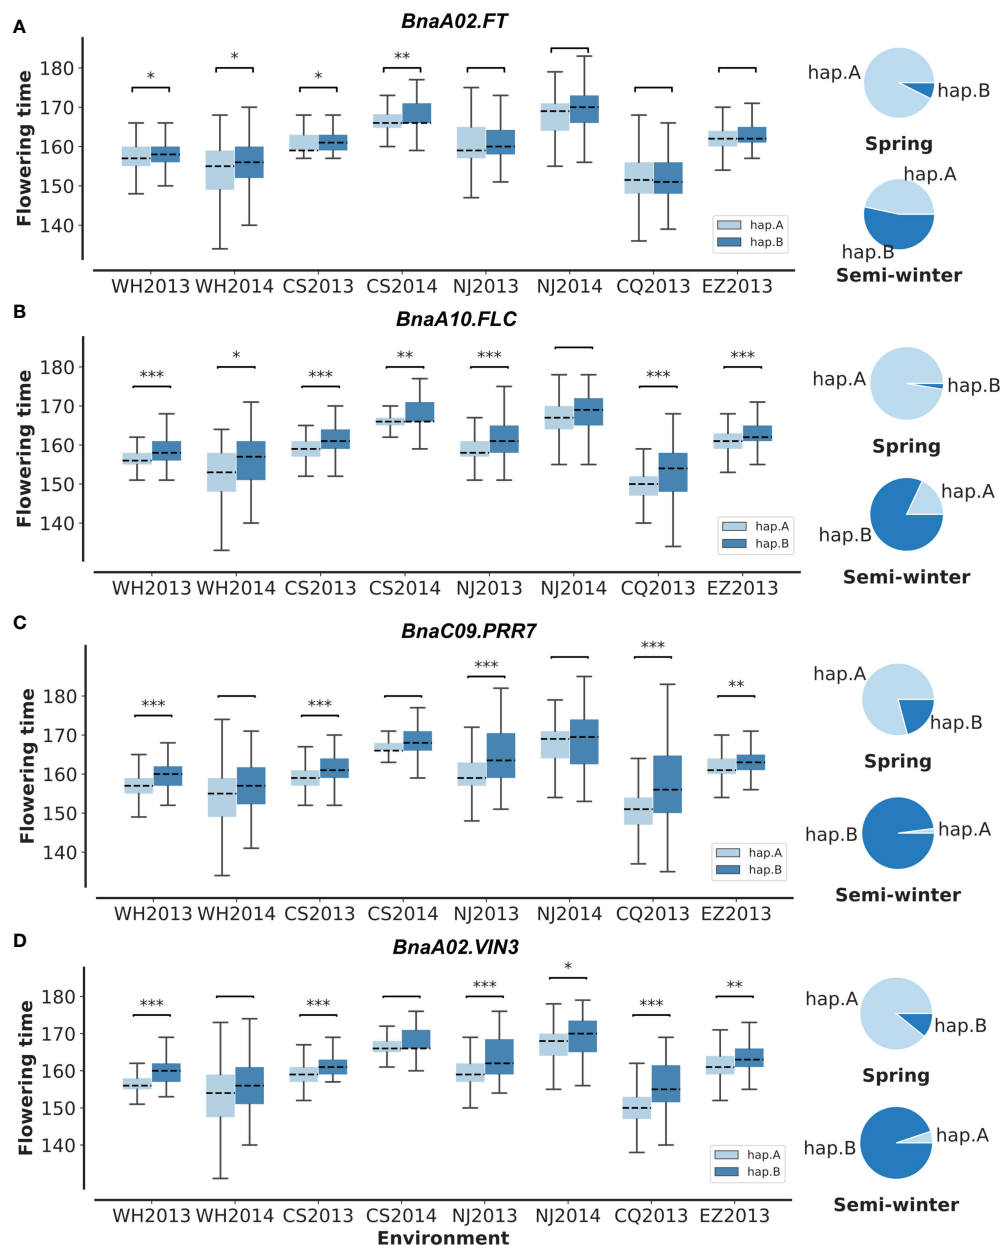 A
BnaA02.FT
* * * **
180
170
160
150
140
Flowering time
hap.A
hap.B
WH2013 WH2014 CS2013 CS2014 NJ2013 NJ2014 CQ2013 EZ2013
hap.A
hap.B
Spring
hap.A
hap.B
Semi-winter
B
BnaA10.FLC
*** * *** ** *** *** ***
180
170
160
150
140
Flowering time
hap.A
hap.B
WH2013 WH2014 CS2013 CS2014 NJ2013 NJ2014 CQ2013 EZ2013
hap.A
hap.B
Spring
hap.A
hap.B
Semi-winter
C
BnaC09.PRR7
*** *** *** *** **
180
170
160
150
140
Flowering time
hap.A
hap.B
WH2013 WH2014 CS2013 CS2014 NJ2013 NJ2014 CQ2013 EZ2013
hap.A
hap.B
Spring
hap.B
hap.A
Semi-winter
D
BnaA02.VIN3
*** *** *** * *** **
180
170
160
150
140
Flowering time
hap.A
hap.B
WH2013 WH2014 CS2013 CS2014 NJ2013 NJ2014 CQ2013 EZ2013
Environment
hap.A
hap.B
Spring
hap.B
hap.A
Semi-winter